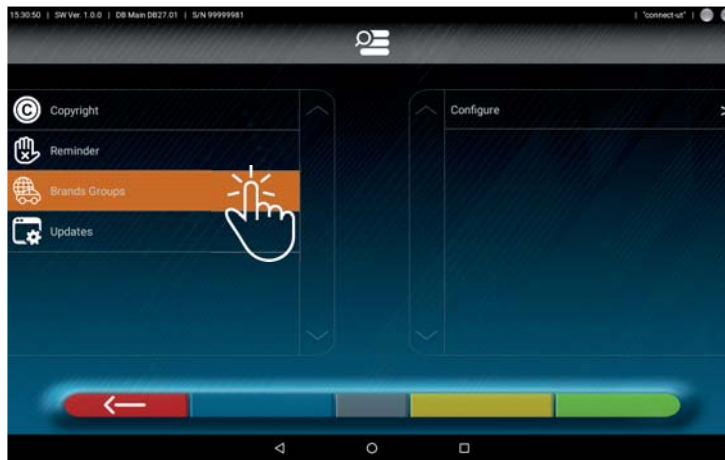 15:30:50 | SW Ver. 1.0.0 | DB Main DB27.01 | S/N 99999981 | "connect-ut" |
Copyright
Configure
Reminder
Brands Groups
Updates